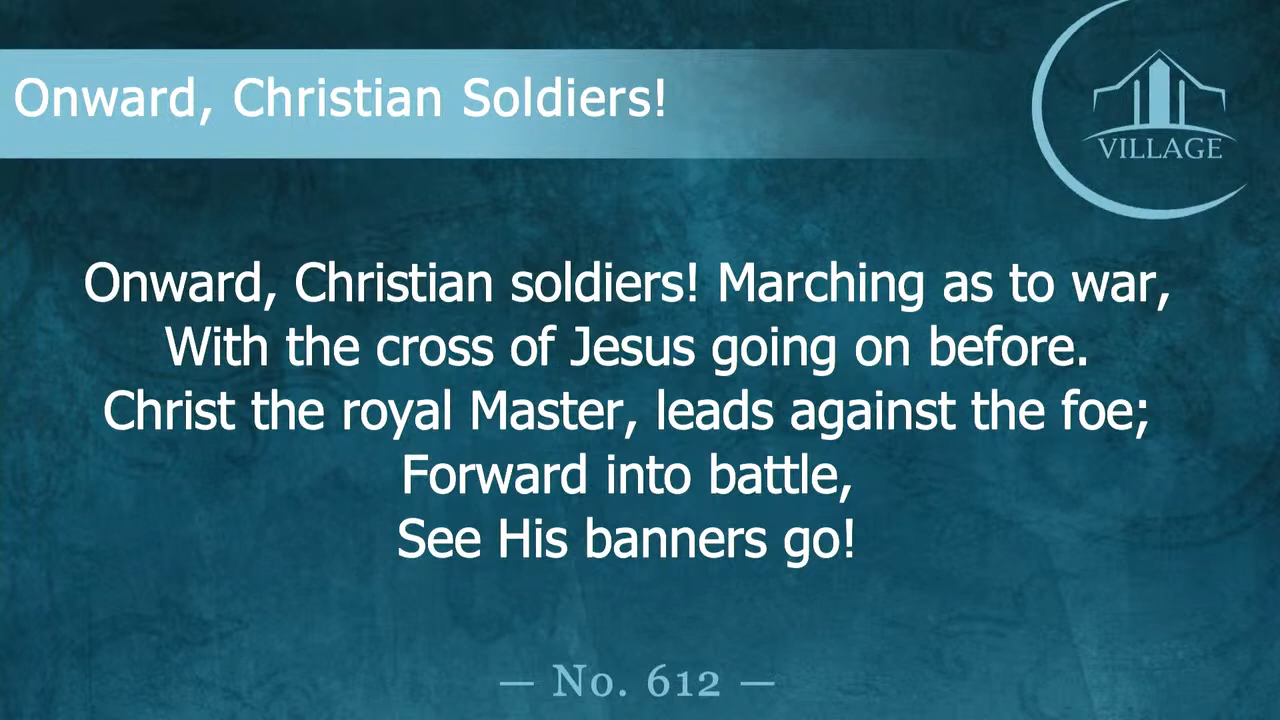 Onward, Christian Soldiers!
VILLAGE
Onward, Christian soldiers! Marching as to war,
With the cross of Jesus going on before.
Christ the royal Master, leads against the foe;
Forward into battle,
See His banners go!
— No. 612 —